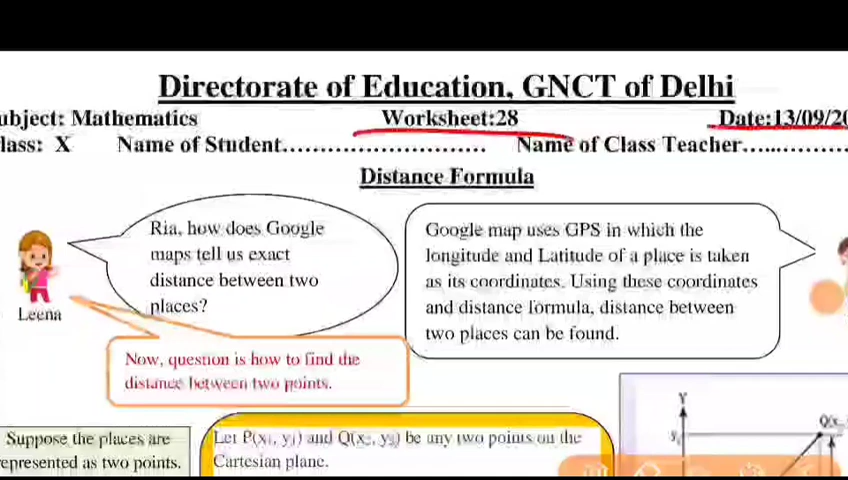 Directorate of Education, GNCT of Delhi
ubject: Mathematics Worksheet:28 Date:13/09/20
lass: X Name of Student.......................... Name of Class Teacher...............
Distance Formula
Ria, how does Google
maps tell us exact
distance between two
places?
Google map uses GPS in which the
longitude and Latitude of a place is taken
as its coordinates. Using these coordinates
and distance formula, distance between
two places can be found.
Leena
Now, question is how to find the
distance between two points.
Suppose the places are
epresented as two points.
Let P(x₁, y₁) and Q(x₂, y₂) be any two points on the
Cartesian plane.
Y